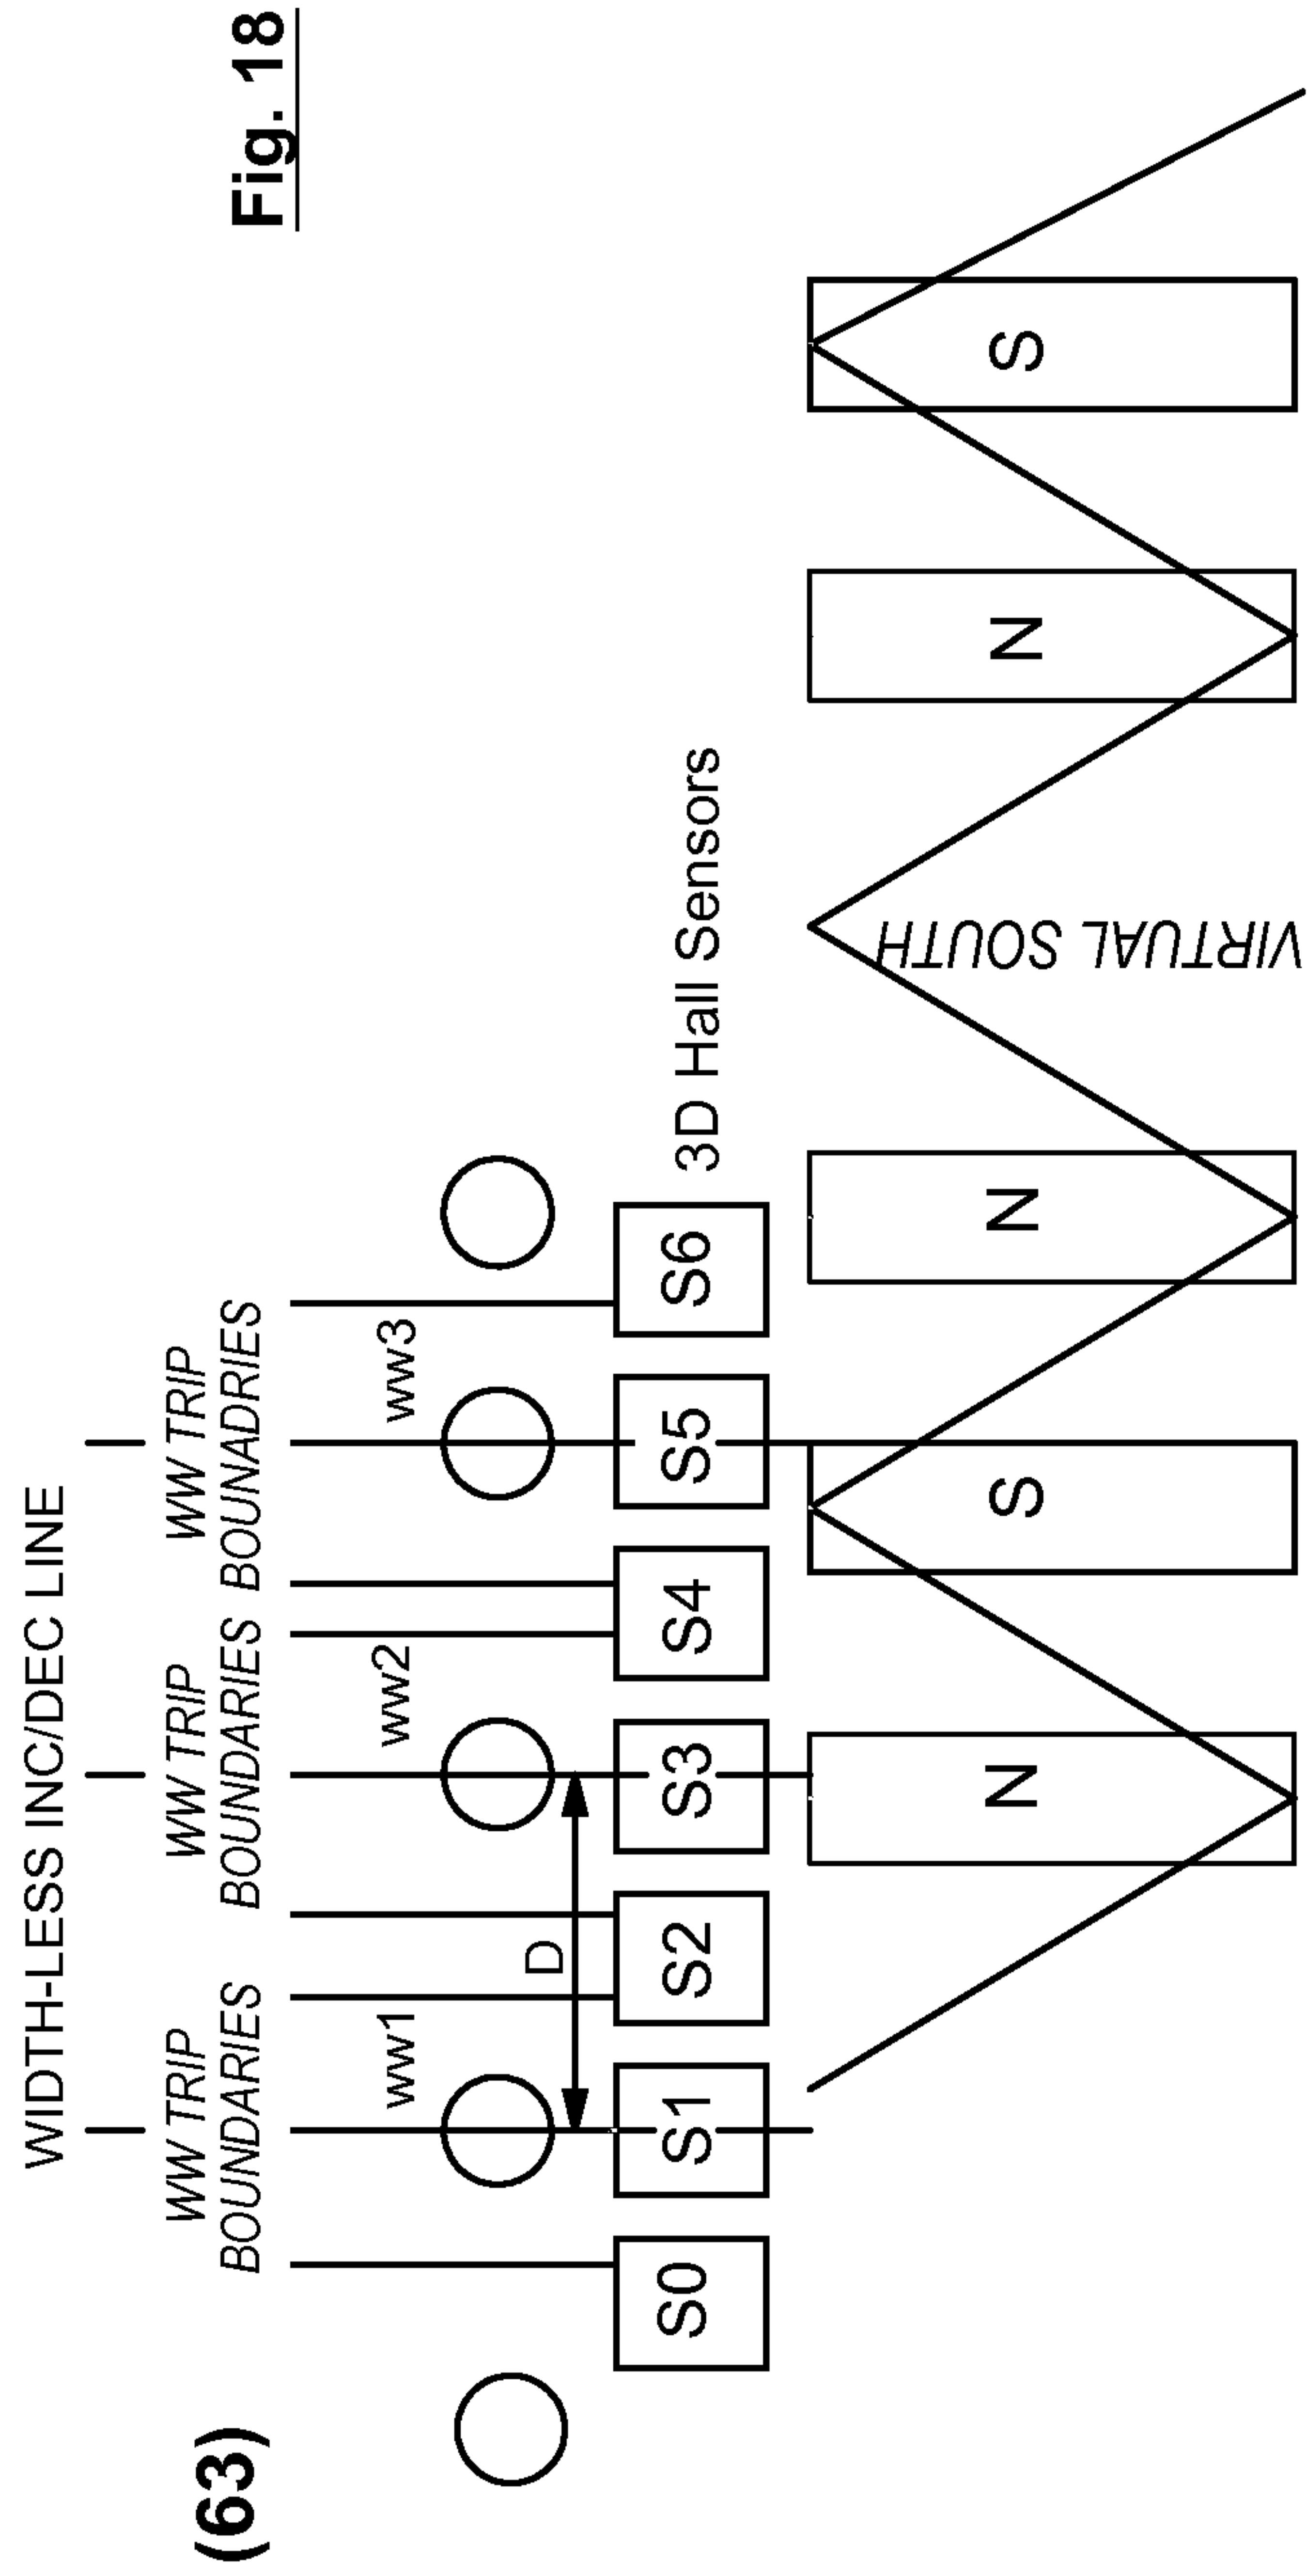 Fig. 18
(63)
WIDTH-LESS INC/DEC LINE
WW TRIP
BOUNDARIES
WW TRIP
BOUNDARIES
WW TRIP
BOUNADRIES
ww1
ww2
ww3
D
S0
S1
S2
S3
S4
S5
S6
3D Hall Sensors
N
S
N
VIRTUAL SOUTH
N
S